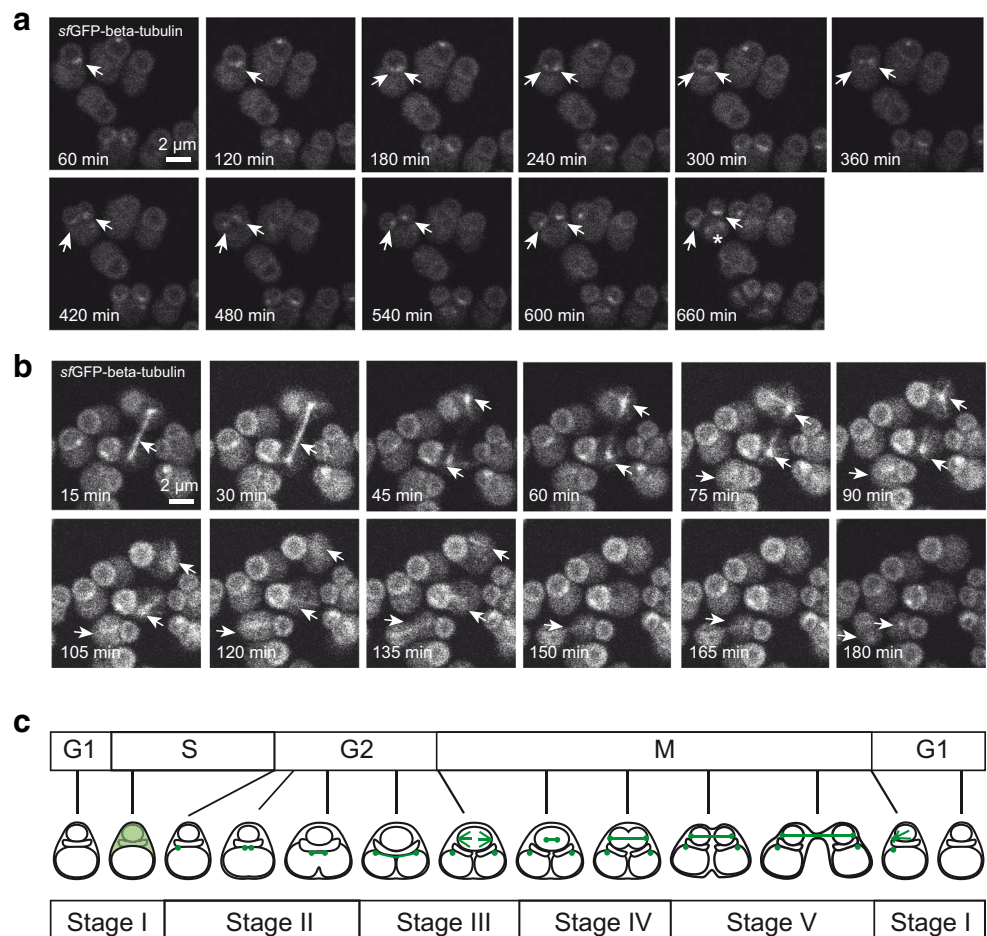 a
sfGFP-beta-tubulin
60 min
2 µm
120 min
180 min
240 min
300 min
360 min
420 min
480 min
540 min
600 min
*
660 min
b
sfGFP-beta-tubulin
15 min
2 µm
30 min
45 min
60 min
75 min
90 min
105 min
120 min
135 min
150 min
165 min
180 min
c
G1 S G2 M G1
Stage I Stage II Stage III Stage IV Stage V Stage I